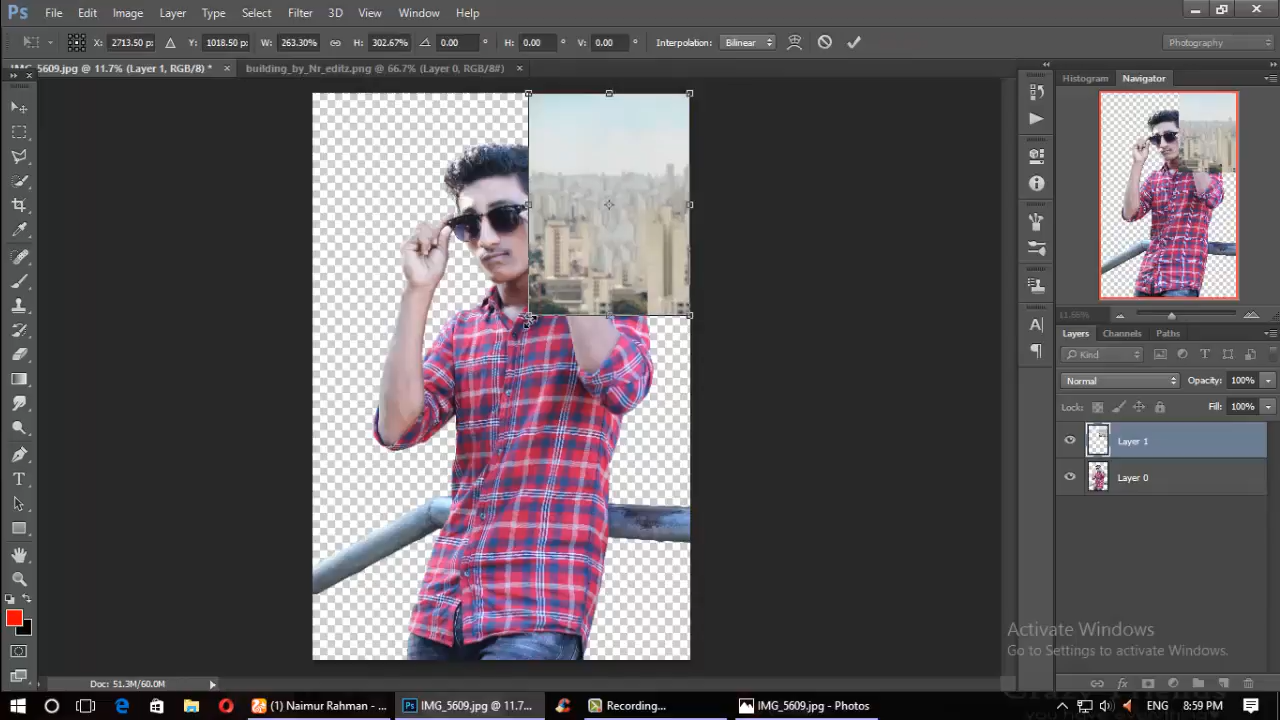 Ps File Edit Image Layer Type Select Filter 3D View Window Help
X: 2713.50 px Y: 1018.50 px W: 263.30% H: 302.67% 0.00 ° H: 0.00 ° V: 0.00 ° Interpolation: Bilinear Photography
IMG_5609.jpg @ 11.7% (Layer 1, RGB/8) * × building_by_Nr_editz.png @ 66.7% (Layer 0, RGB/8#) ×
Histogram Navigator
11.66%
Layers Channels Paths
Kind
Normal Opacity: 100%
Lock: Fill: 100%
Layer 1
Layer 0
Activate Windows
Go to Settings to activate Windows.
Doc: 51.3M/60.0M
(1) Naimur Rahman - ... IMG_5609.jpg @ 11.7... Recording... IMG_5609.jpg - Photos ENG 8:59 PM